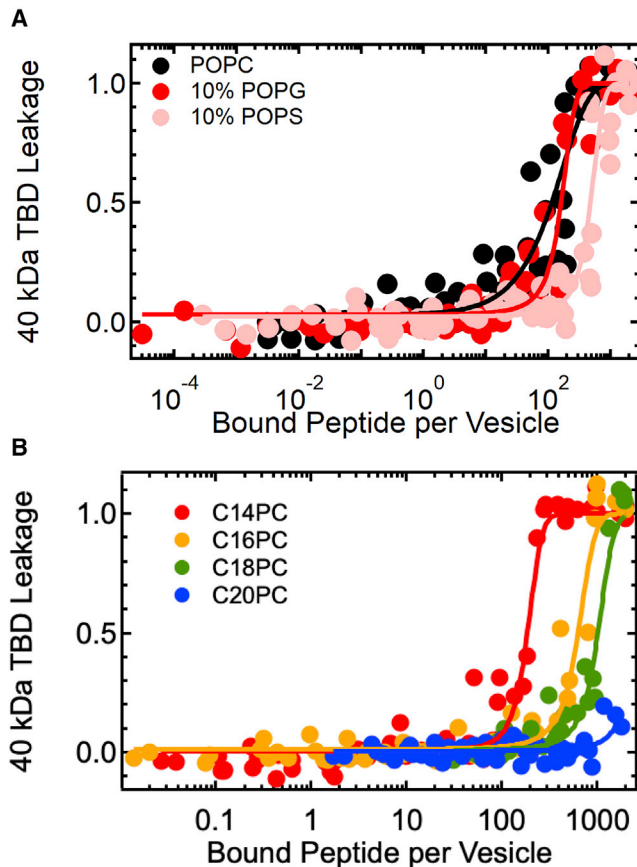 A
40 kDa TBD Leakage
1.0
0.5
0.0
POPC
10% POPG
10% POPS
10^-4
10^-2
10^0
10^2
Bound Peptide per Vesicle
B
40 kDa TBD Leakage
1.0
0.5
0.0
C14PC
C16PC
C18PC
C20PC
0.1
1
10
100
1000
Bound Peptide per Vesicle